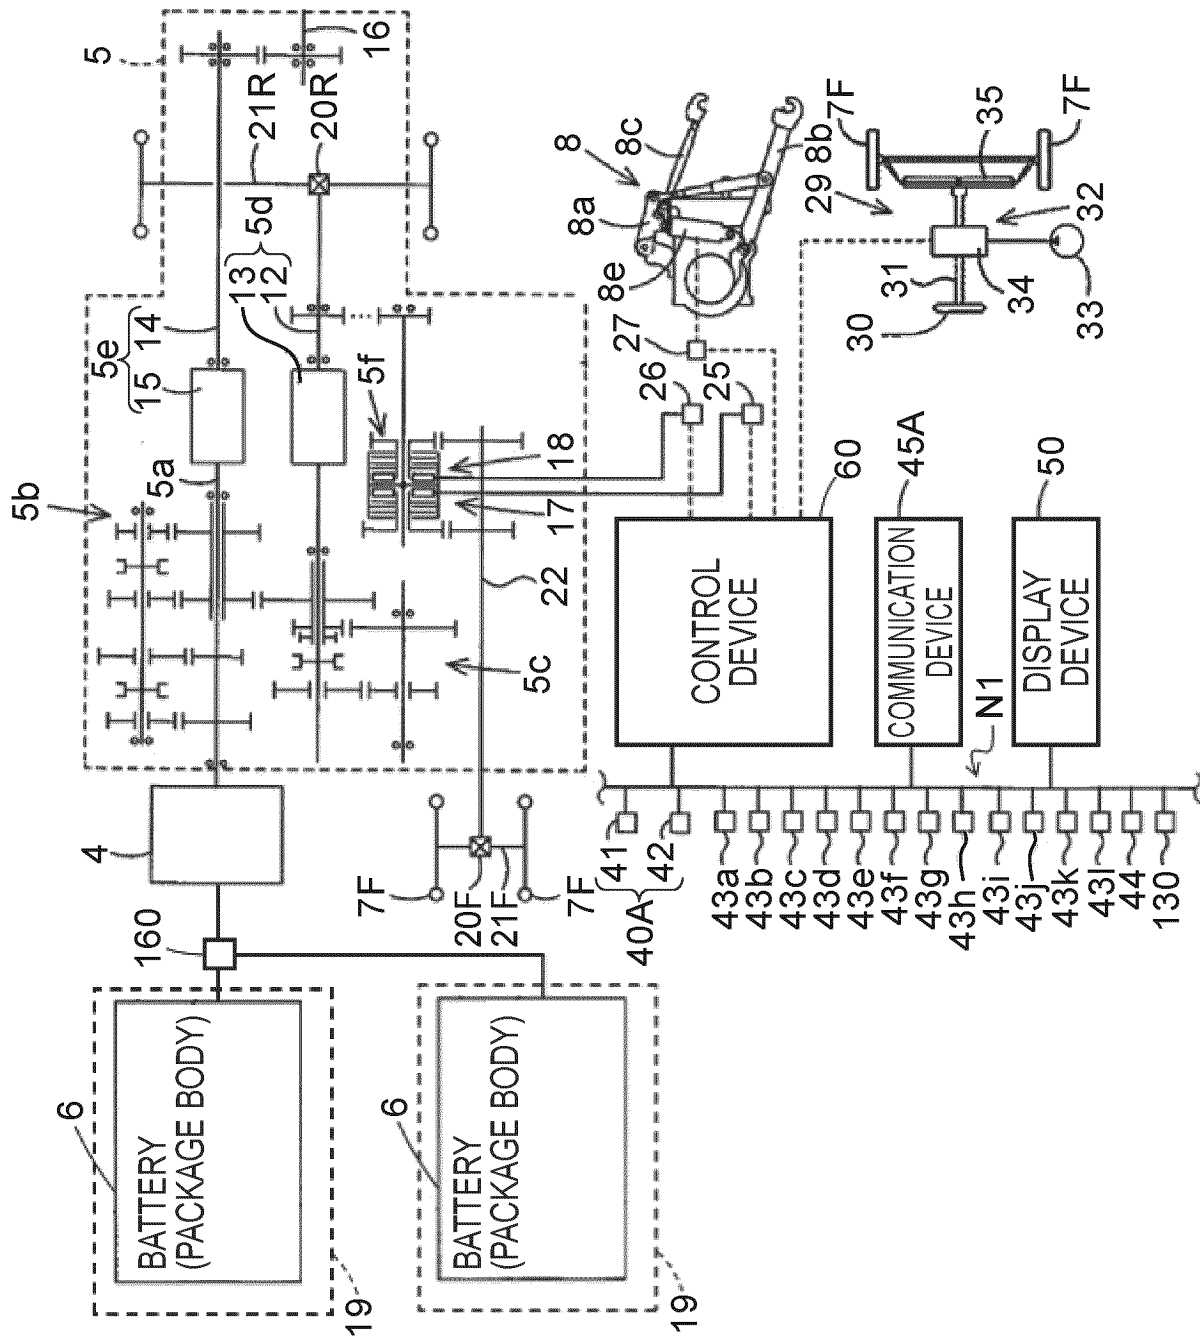 5
16
21R
20R
5d
13
12
5e
15
14
5a
5b
5f
18
17
22
5c
8
8a
8c
8b
8e
27
26
25
7F
35
7F
29
32
31
34
30
33
60
45A
50
CONTROL
DEVICE
COMMUNICATION
DEVICE
DISPLAY
DEVICE
N1
4
160
7F
20F
21F
7F
41
42
40A
43a
43b
43c
43d
43e
43f
43g
43h
43i
43j
43k
43l
44
130
6
BATTERY
(PACKAGE BODY)
19
6
BATTERY
(PACKAGE BODY)
19